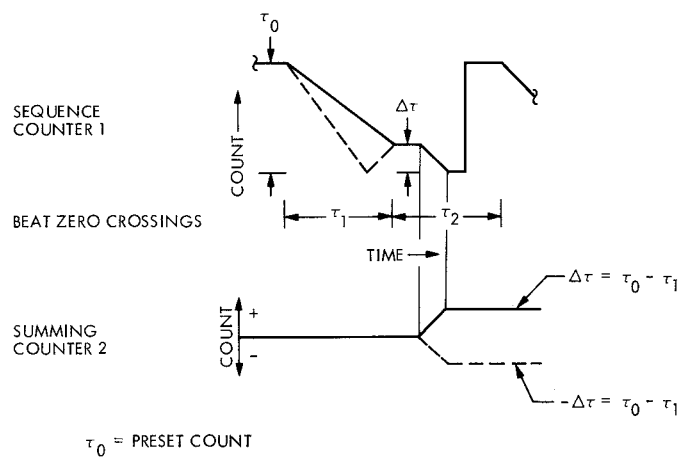 τ₀
SEQUENCE
COUNTER 1
COUNT
Δτ
BEAT ZERO CROSSINGS
τ₁
τ₂
TIME
SUMMING
COUNTER 2
COUNT
+
-
Δτ = τ₀ - τ₁
-Δτ = τ₀ - τ₁
τ₀ = PRESET COUNT